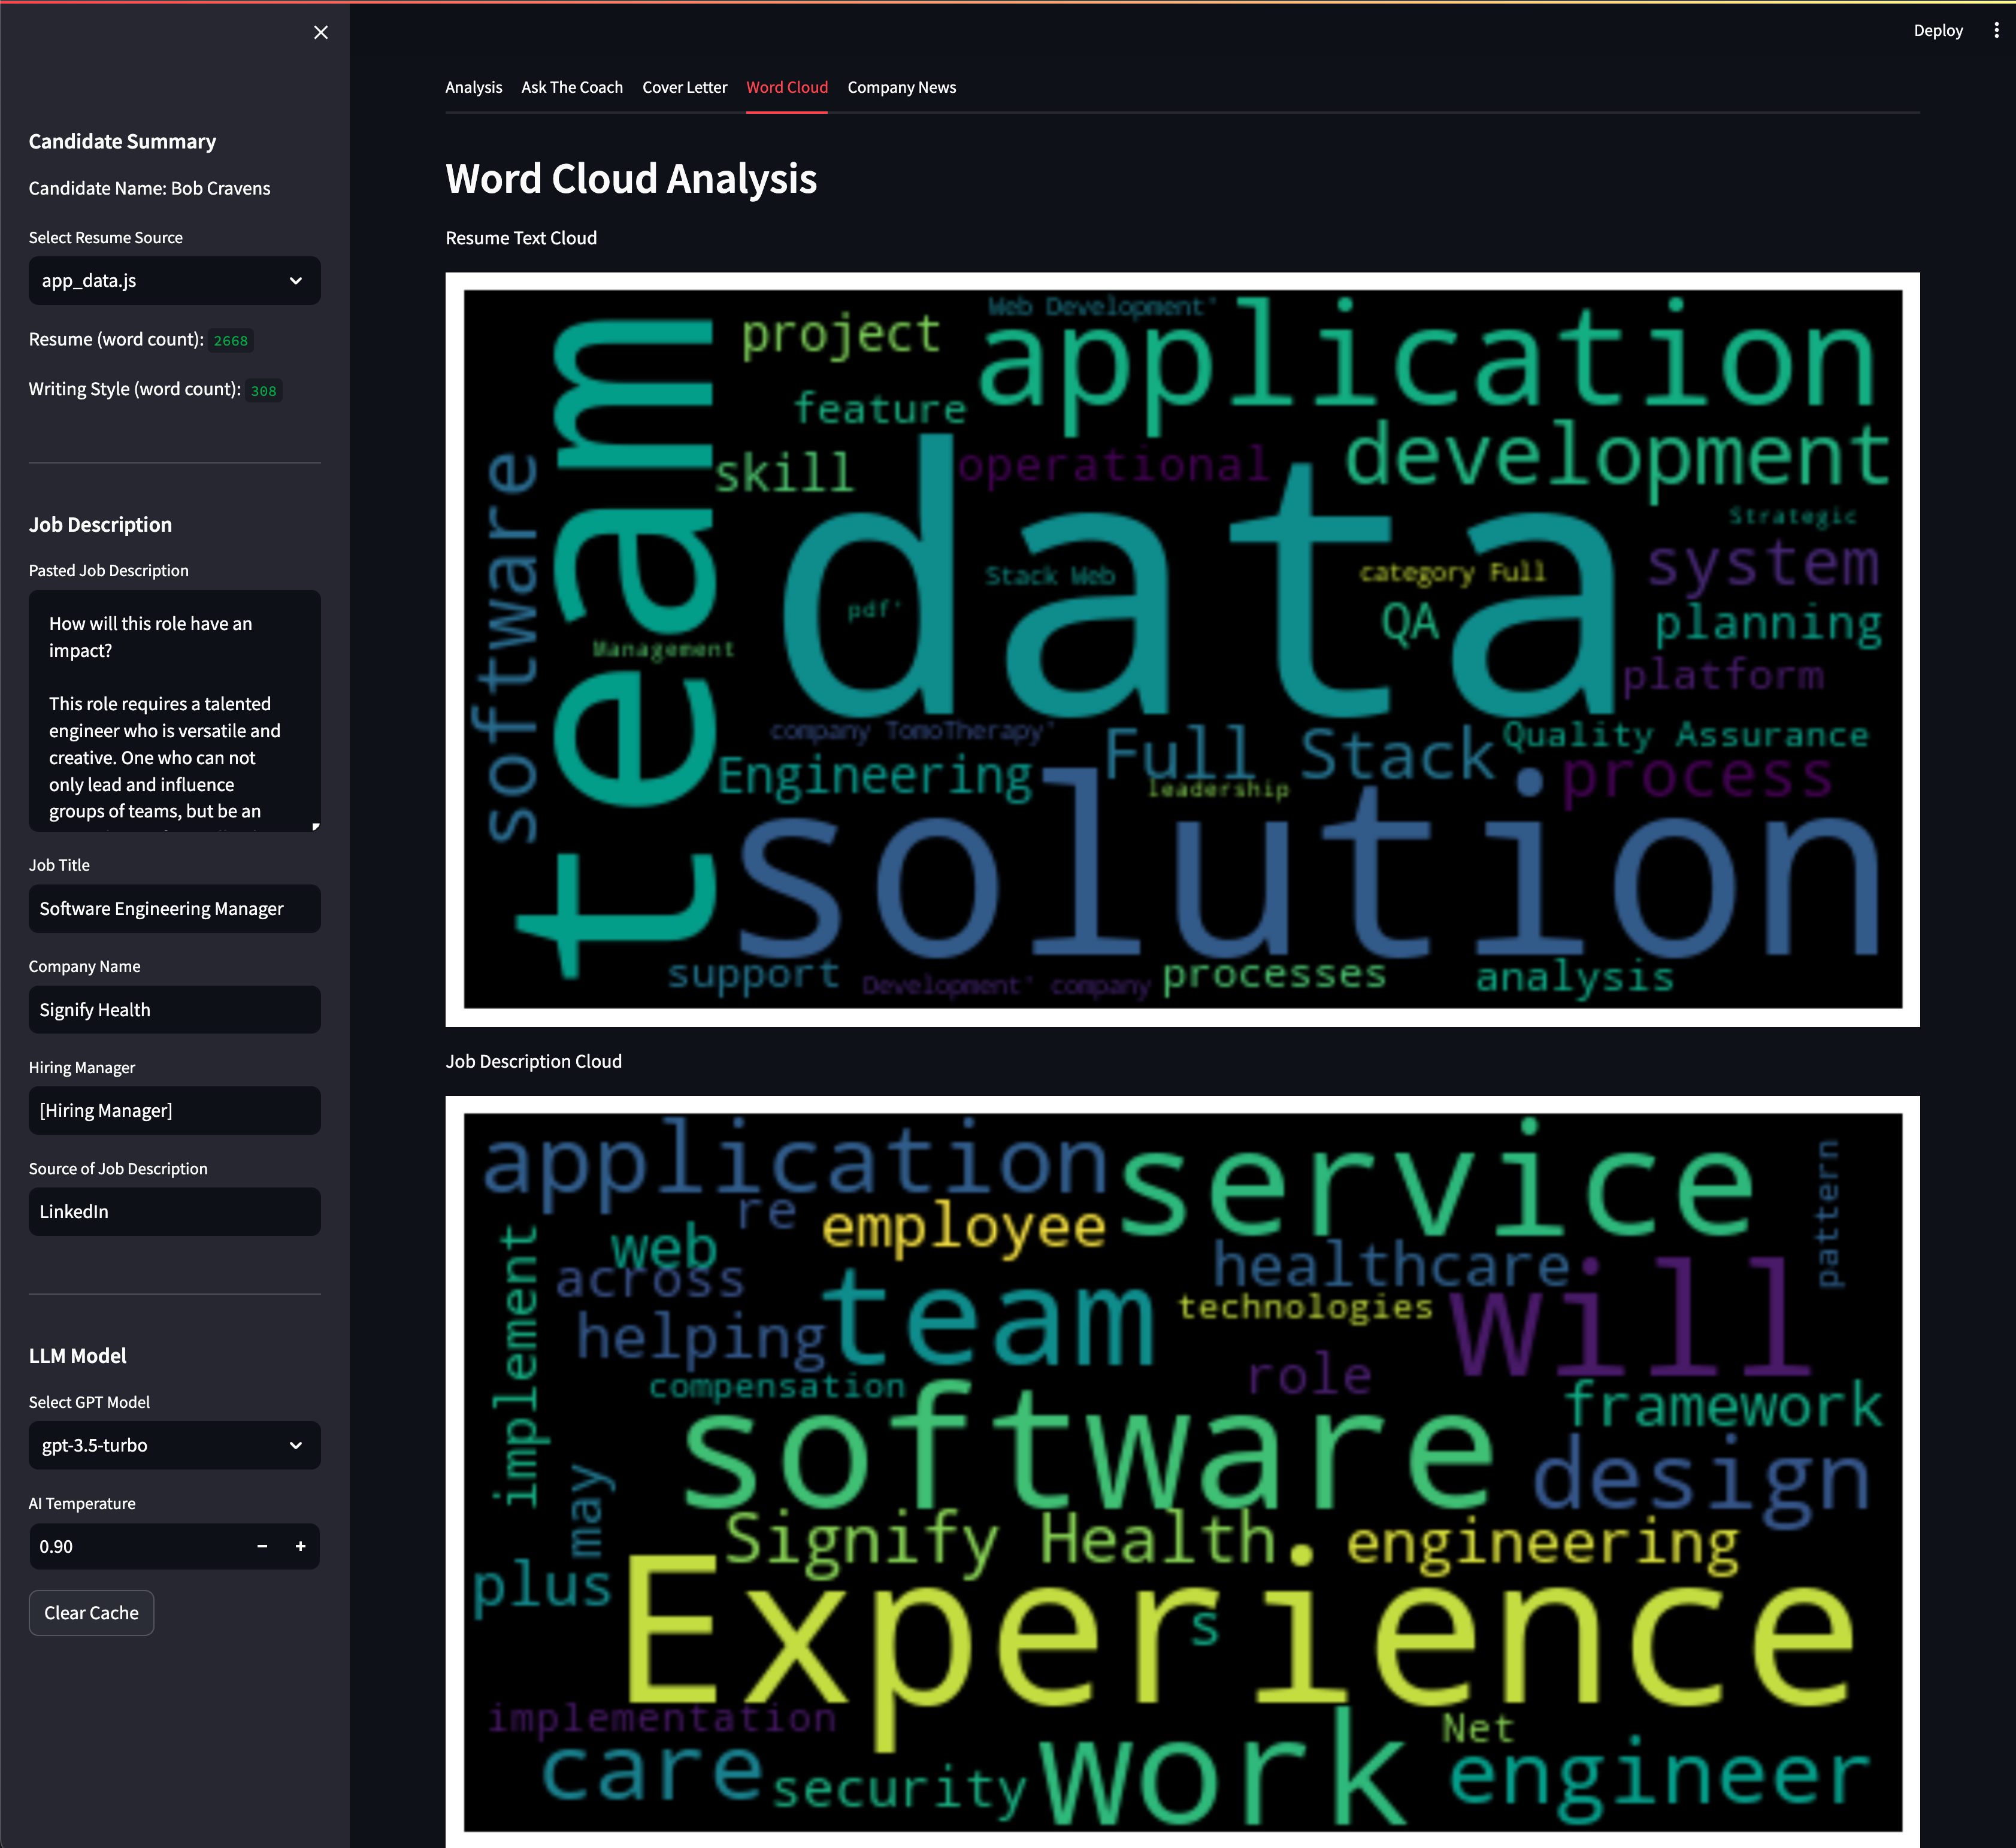 Deploy
Candidate Summary
Candidate Name: Bob Cravens
Select Resume Source
app_data.js
Resume (word count): 2668
Writing Style (word count): 308
Job Description
Pasted Job Description
How will this role have an
impact?
This role requires a talented
engineer who is versatile and
creative. One who can not
only lead and influence
groups of teams, but be an
Job Title
Software Engineering Manager
Company Name
Signify Health
Hiring Manager
[Hiring Manager]
Source of Job Description
LinkedIn
LLM Model
Select GPT Model
gpt-3.5-turbo
AI Temperature
0.90
Clear Cache
Analysis Ask The Coach Cover Letter Word Cloud Company News
Word Cloud Analysis
Resume Text Cloud
Web Development'
project
application
feature
development
software
team
skill
operational
data
Strategic
system
Stack Web
category Full
pdf'
QA
planning
Management
platform
company TomoTherapy'
Full Stack
Quality Assurance
Engineering
leadership
process
solution
support
Development' company
processes
analysis
Job Description Cloud
application
service
pattern
re
employee
web
across
healthcare
will
implement
team
technologies
helping
role
compensation
framework
software
design
may
Signify Health
engineering
plus
Experience
s
implementation
Net
care
security
work
engineer